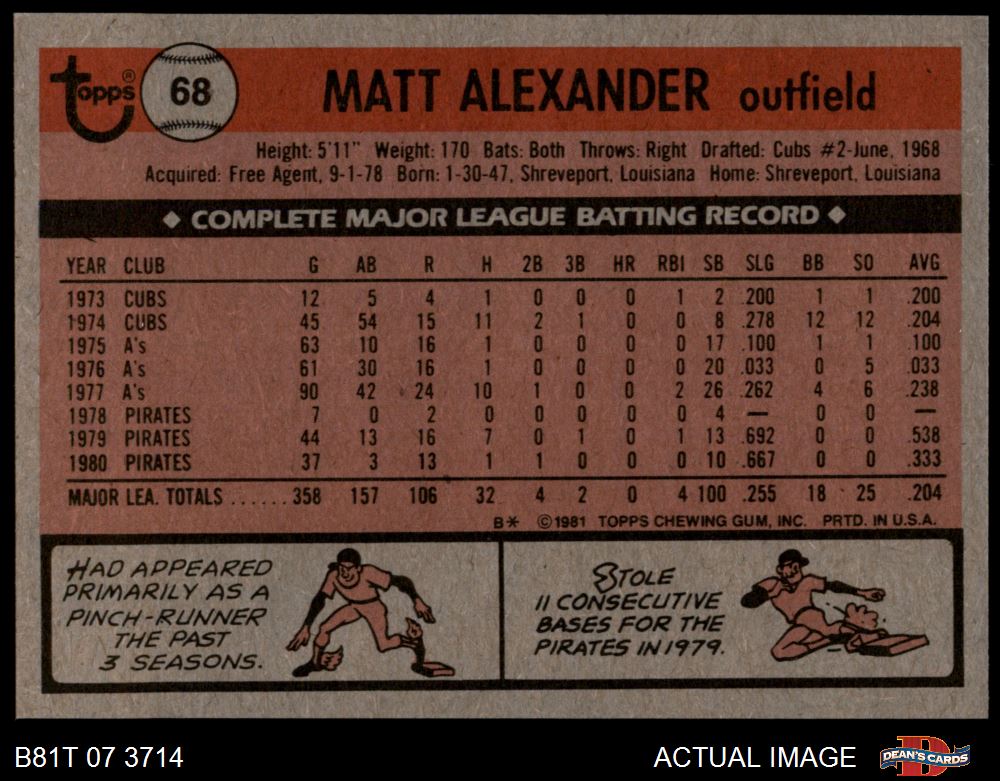 Topps® 68 MATT ALEXANDER outfield
Height: 5'11" Weight: 170 Bats: Both Throws: Right Drafted: Cubs #2-June, 1968
Acquired: Free Agent, 9-1-78 Born: 1-30-47, Shreveport, Louisiana Home: Shreveport, Louisiana
◆ COMPLETE MAJOR LEAGUE BATTING RECORD ◆
YEAR CLUB G AB R H 2B 3B HR RBI SB SLG BB SO AVG
1973 CUBS 12 5 4 1 0 0 0 1 2 .200 1 1 .200
1974 CUBS 45 54 15 11 2 1 0 0 8 .278 12 12 .204
1975 A's 63 10 16 1 0 0 0 0 17 .100 1 1 .100
1976 A's 61 30 16 1 0 0 0 0 20 .033 0 5 .033
1977 A's 90 42 24 10 1 0 0 2 26 .262 4 6 .238
1978 PIRATES 7 0 2 0 0 0 0 0 4 — 0 0 —
1979 PIRATES 44 13 16 7 0 1 0 1 13 .692 0 0 .538
1980 PIRATES 37 3 13 1 1 0 0 0 10 .667 0 0 .333
MAJOR LEA. TOTALS ...... 358 157 106 32 4 2 0 4 100 .255 18 25 .204
B* ©1981 TOPPS CHEWING GUM, INC. PRTD. IN U.S.A.
HAD APPEARED
PRIMARILY AS A
PINCH-RUNNER
THE PAST
3 SEASONS.
STOLE
11 CONSECUTIVE
BASES FOR THE
PIRATES IN 1979.
B81T 07 3714 ACTUAL IMAGE DEAN'S CARDS